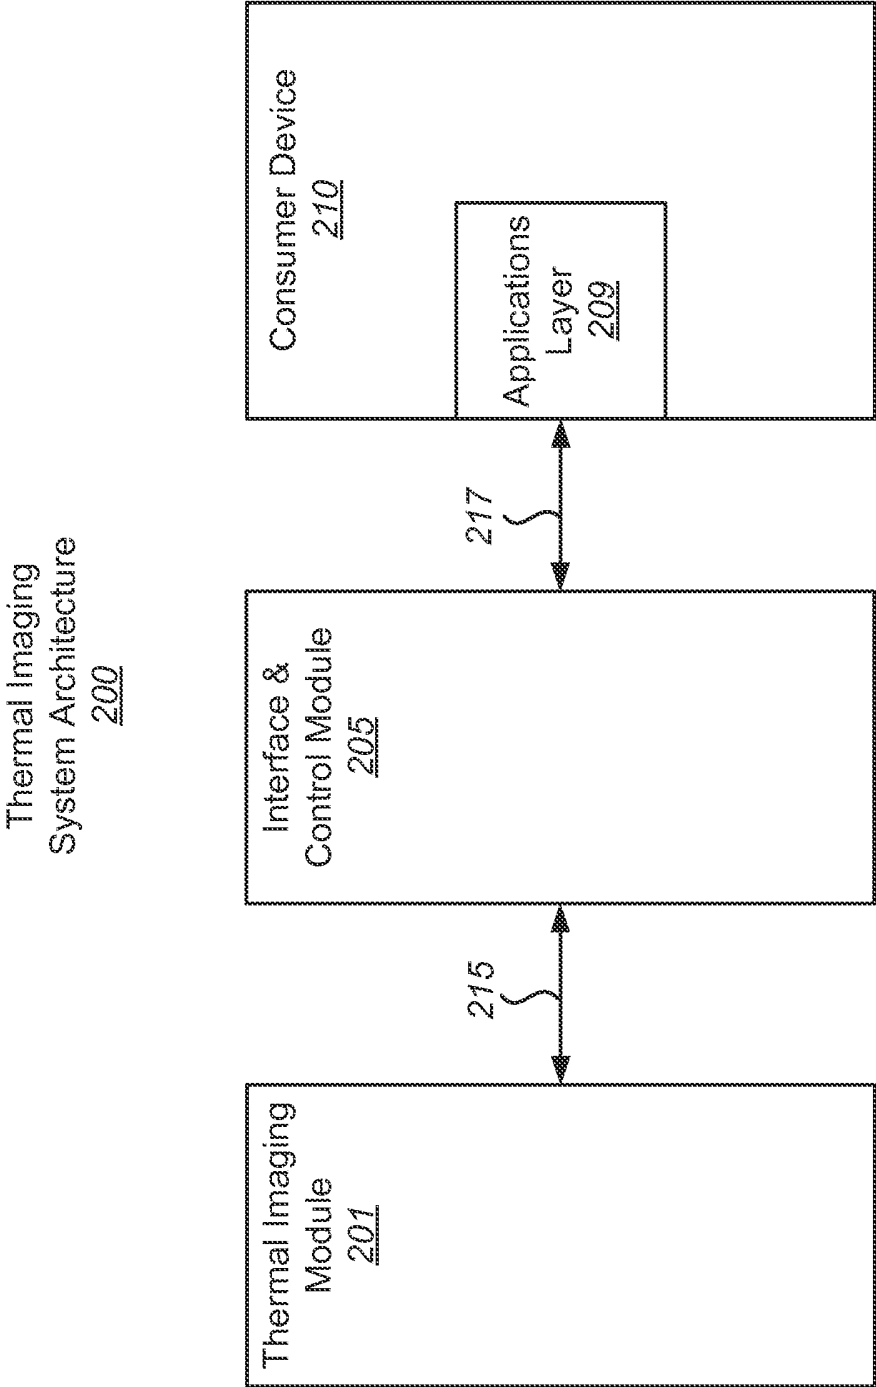 Thermal Imaging
System Architecture
200
Thermal Imaging
Module
201
215
Interface &
Control Module
205
217
Consumer Device
210
Applications
Layer
209